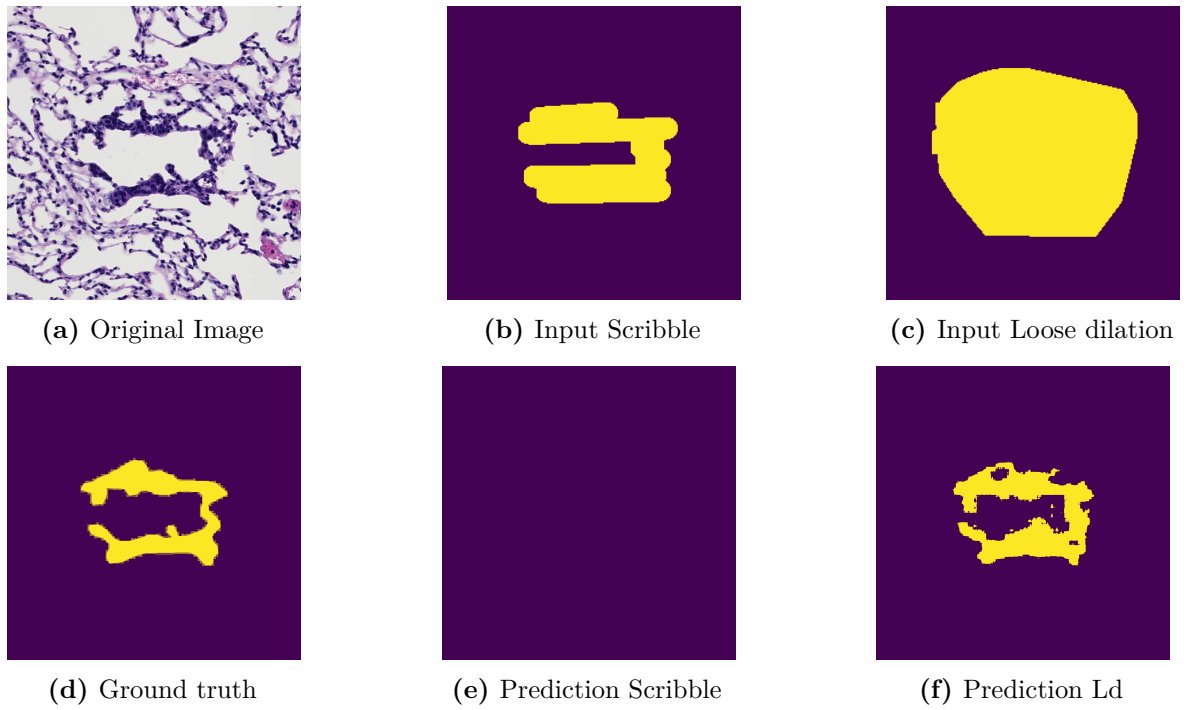 (a) Original Image
(b) Input Scribble
(c) Input Loose dilation
(d) Ground truth
(e) Prediction Scribble
(f) Prediction Ld